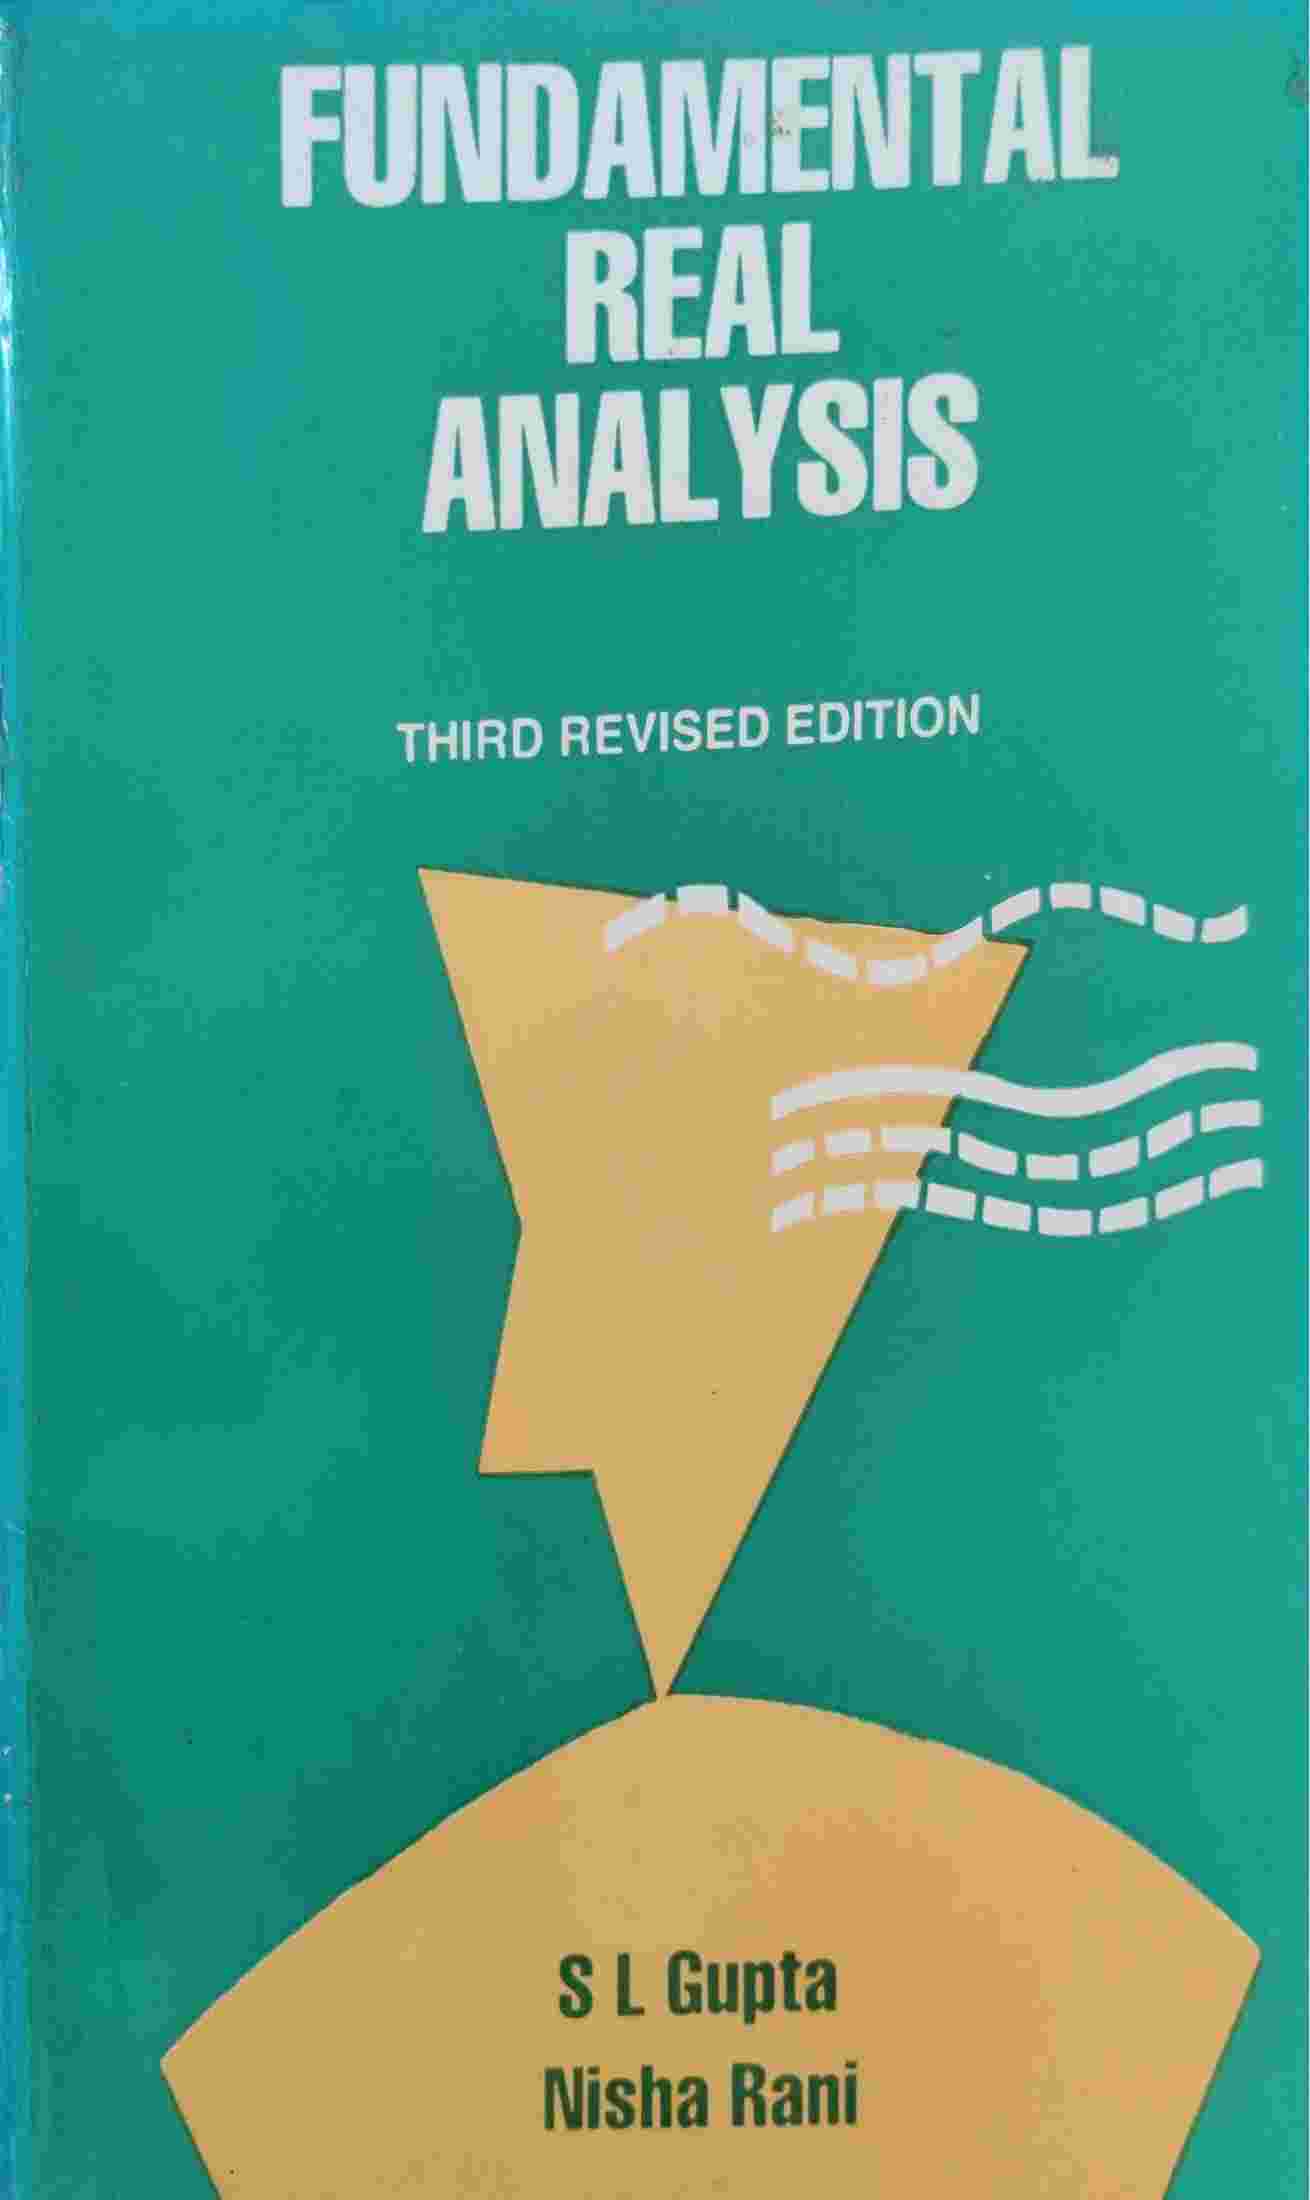 FUNDAMENTAL
REAL
ANALYSIS
THIRD REVISED EDITION
S L Gupta
Nisha Rani